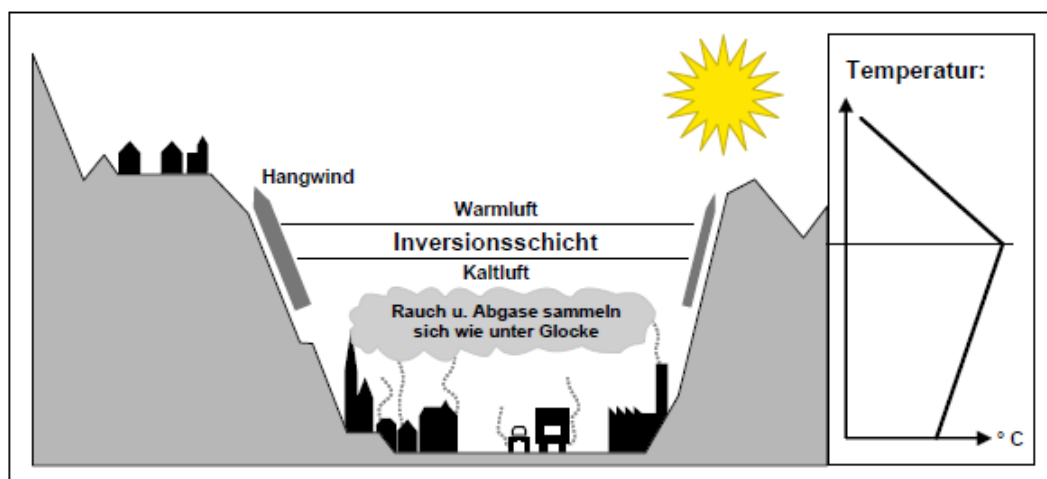 Temperatur:
Hangwind
Warmluft
Inversionsschicht
Kaltluft
Rauch u. Abgase sammeln
sich wie unter Glocke
° C